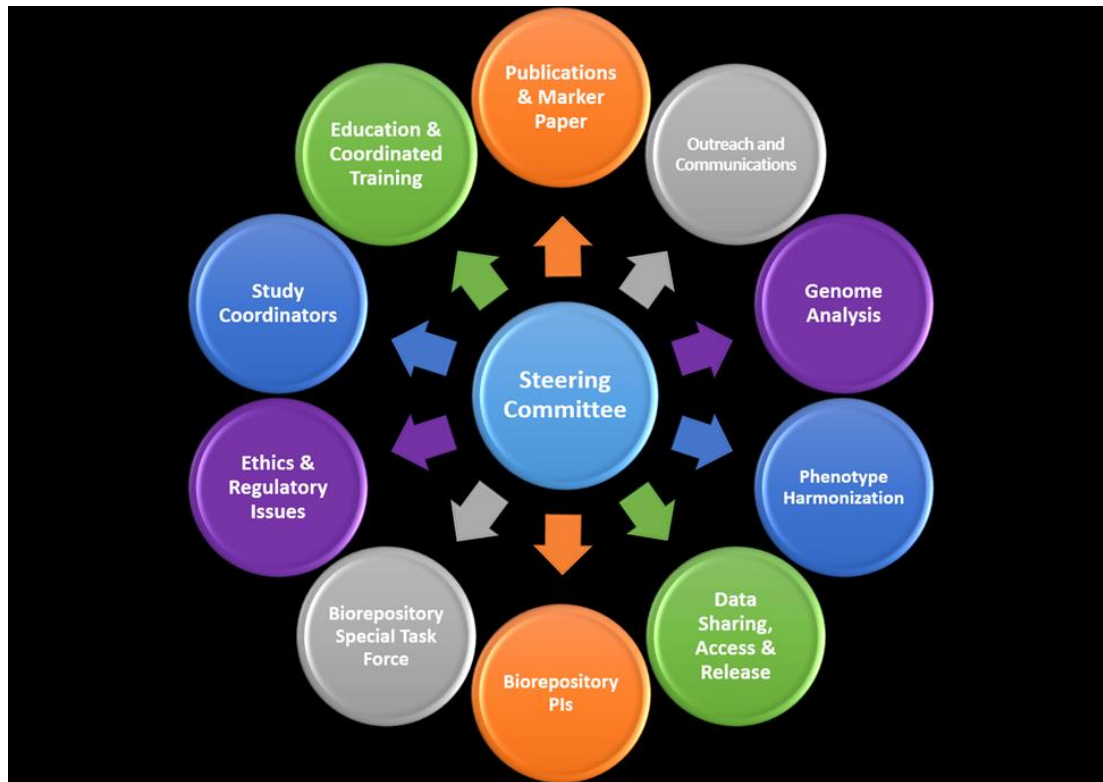 Publications
& Marker
Paper
Outreach and
Communications
Genome
Analysis
Phenotype
Harmonization
Data
Sharing,
Access &
Release
Biorepository
PIs
Biorepository
Special Task
Force
Ethics &
Regulatory
Issues
Study
Coordinators
Education &
Coordinated
Training
Steering
Committee